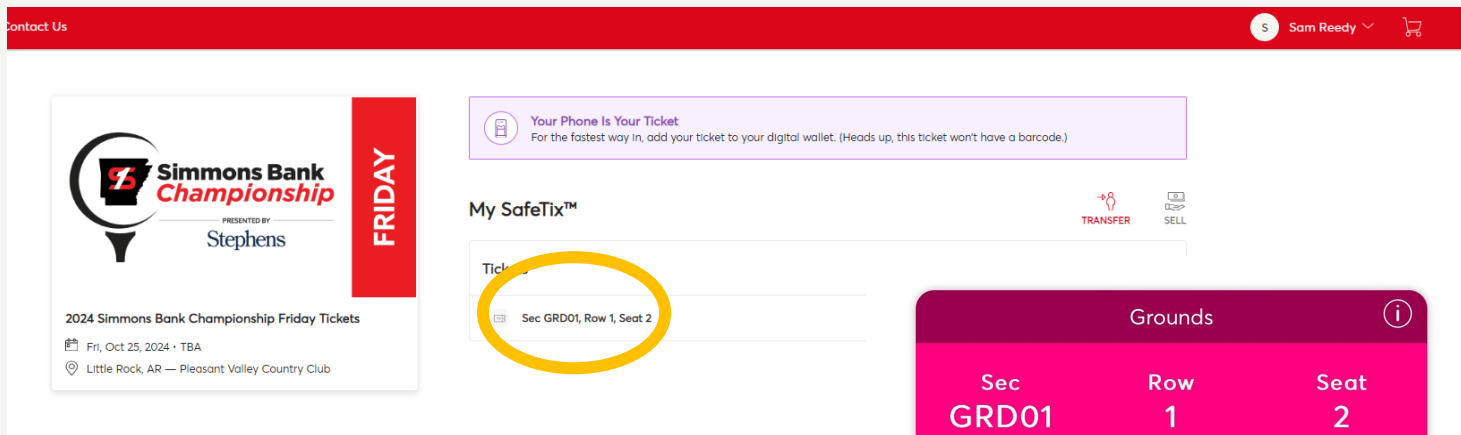 Contact Us
S Sam Reedy
Simmons Bank
Championship
PRESENTED BY
Stephens
FRIDAY
2024 Simmons Bank Championship Friday Tickets
Fri, Oct 25, 2024 • TBA
Little Rock, AR — Pleasant Valley Country Club
Your Phone Is Your Ticket
For the fastest way in, add your ticket to your digital wallet. (Heads up, this ticket won't have a barcode.)
My SafeTix™
TRANSFER
SELL
Sec GRD01, Row 1, Seat 2
Grounds
Sec Row Seat
GRD01 1 2